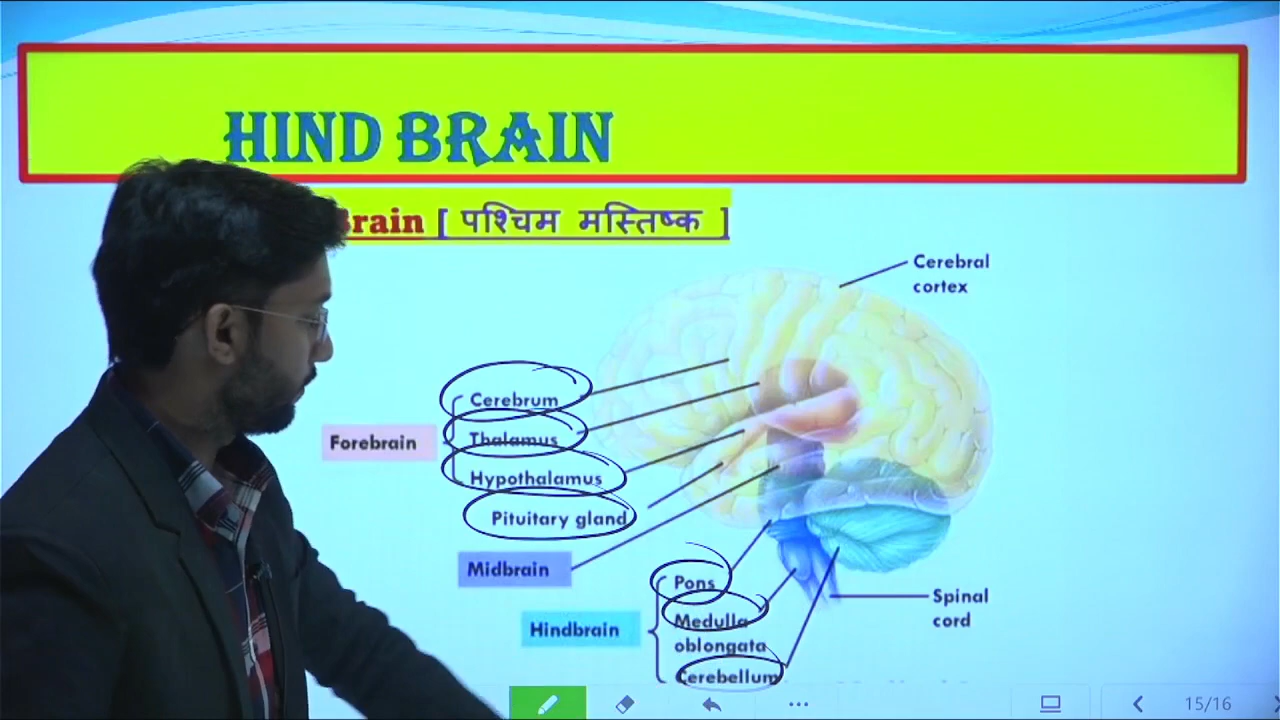 HIND BRAIN
Brain [ पश्चिम मस्तिष्क ]
Cerebral
cortex
Cerebrum
Thalamus
Forebrain
Hypothalamus
Pituitary gland
Midbrain
Pons
Medulla
oblongata
Hindbrain
Cerebellum
Spinal
cord
15/16